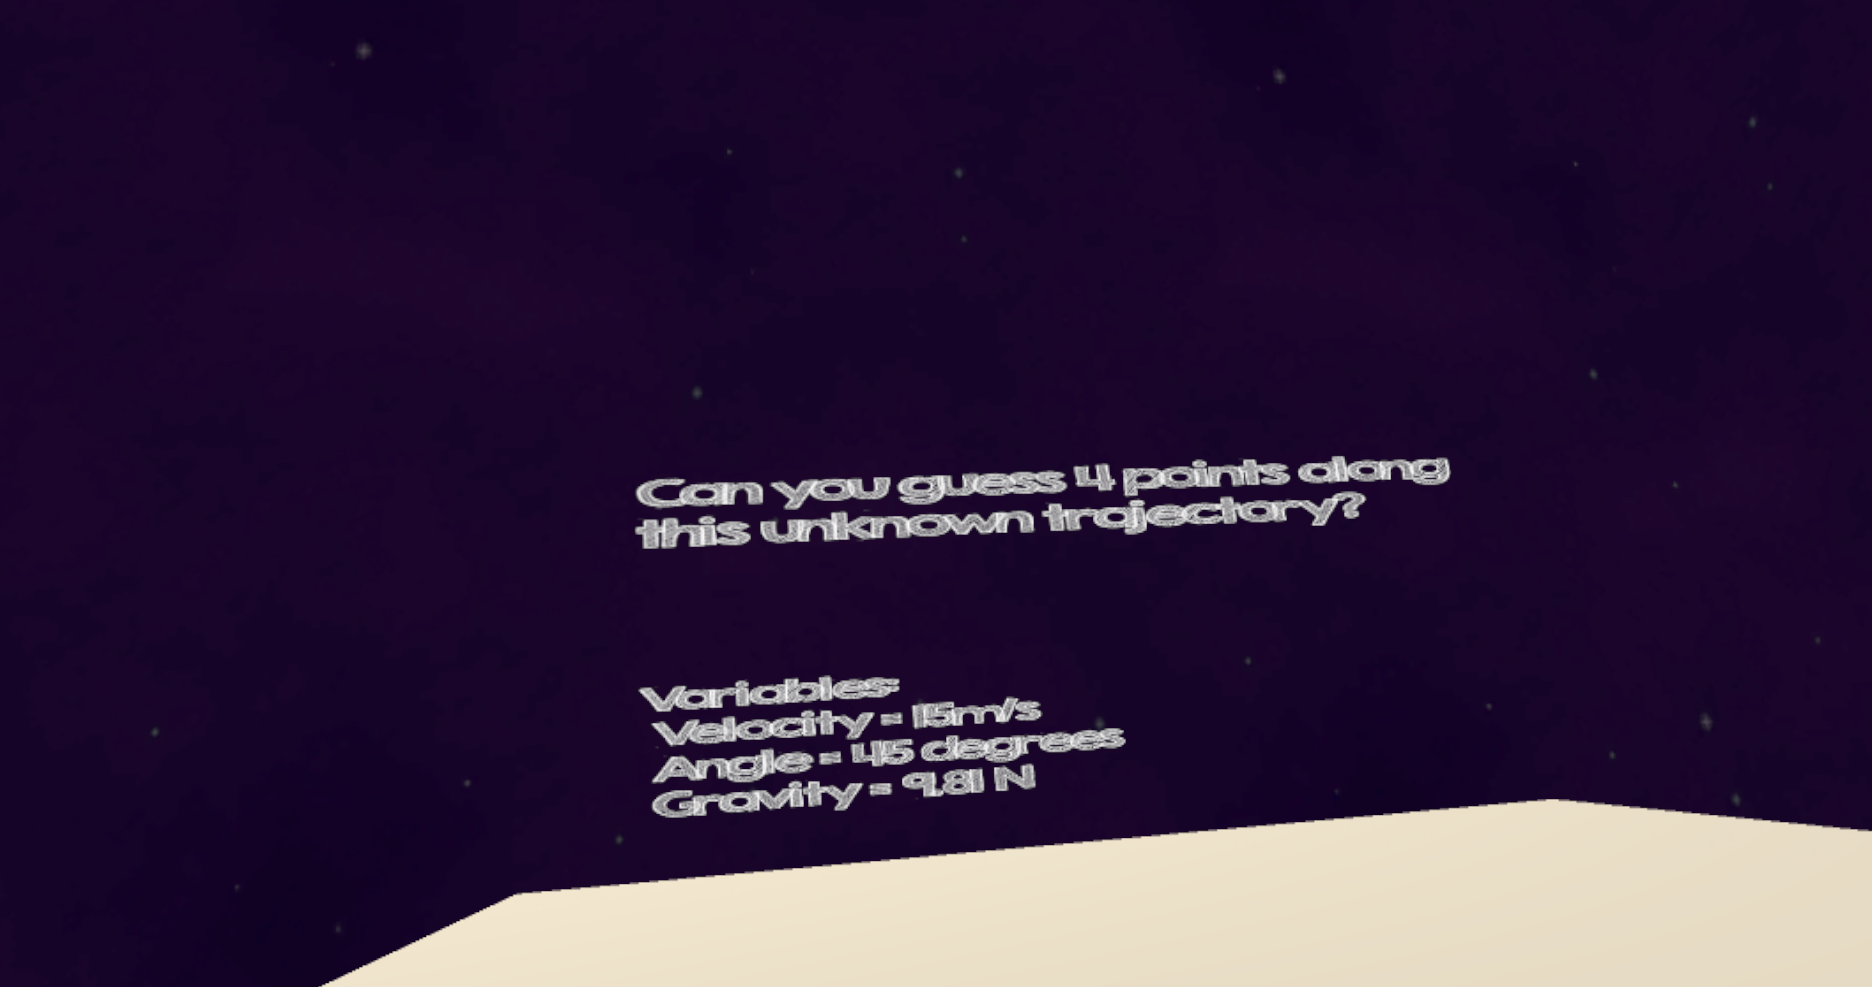 Can you guess 4 points along
this unknown trajectory?
Variables:
Velocity = 15m/s
Angle = 45 degrees
Gravity = 9.81 N